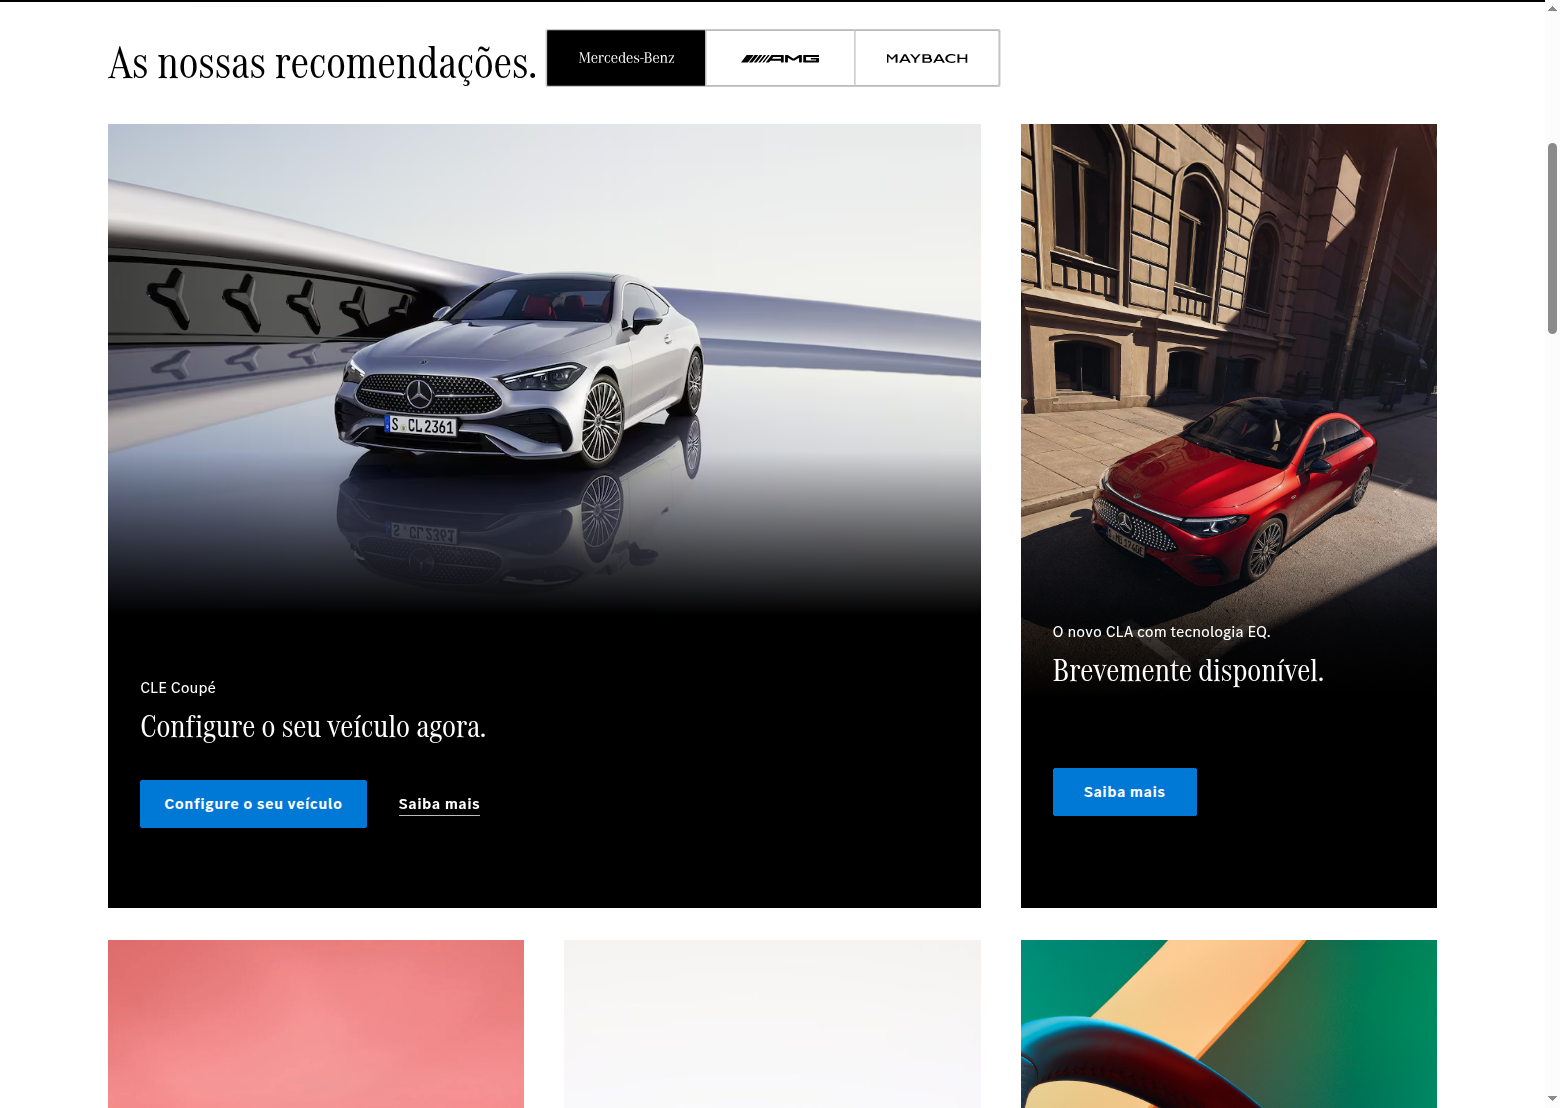 As nossas recomendações.
Mercedes-Benz
AMG
MAYBACH
S CL 2361
CLE Coupé
Configure o seu veículo agora.
Configure o seu veículo
Saiba mais
O novo CLA com tecnologia EQ.
Brevemente disponível.
Saiba mais